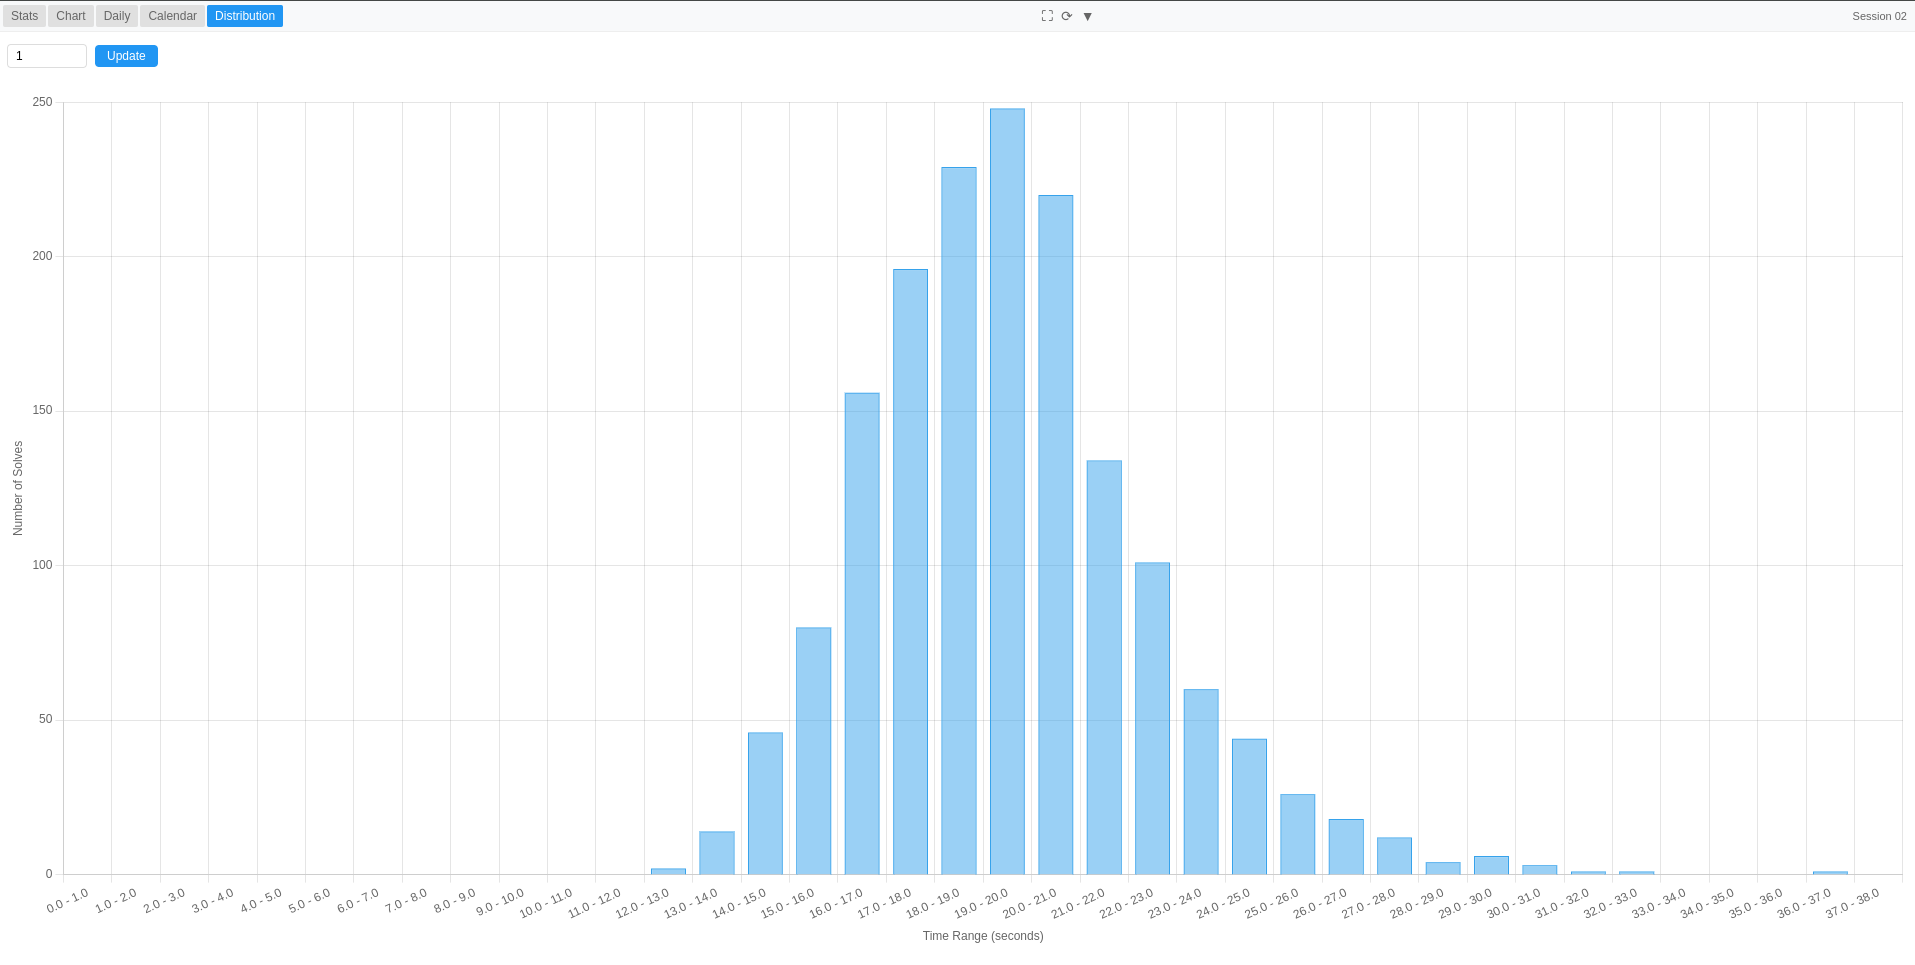 Stats Chart Daily Calendar Distribution Session 02
1 Update
250
200
150
100
50
0
Number of Solves
0.0 - 1.0 1.0 - 2.0 2.0 - 3.0 3.0 - 4.0 4.0 - 5.0 5.0 - 6.0 6.0 - 7.0 7.0 - 8.0 8.0 - 9.0 9.0 - 10.0 10.0 - 11.0 11.0 - 12.0 12.0 - 13.0 13.0 - 14.0 14.0 - 15.0 15.0 - 16.0 16.0 - 17.0 17.0 - 18.0 18.0 - 19.0 19.0 - 20.0 20.0 - 21.0 21.0 - 22.0 22.0 - 23.0 23.0 - 24.0 24.0 - 25.0 25.0 - 26.0 26.0 - 27.0 27.0 - 28.0 28.0 - 29.0 29.0 - 30.0 30.0 - 31.0 31.0 - 32.0 32.0 - 33.0 33.0 - 34.0 34.0 - 35.0 35.0 - 36.0 36.0 - 37.0 37.0 - 38.0
Time Range (seconds)